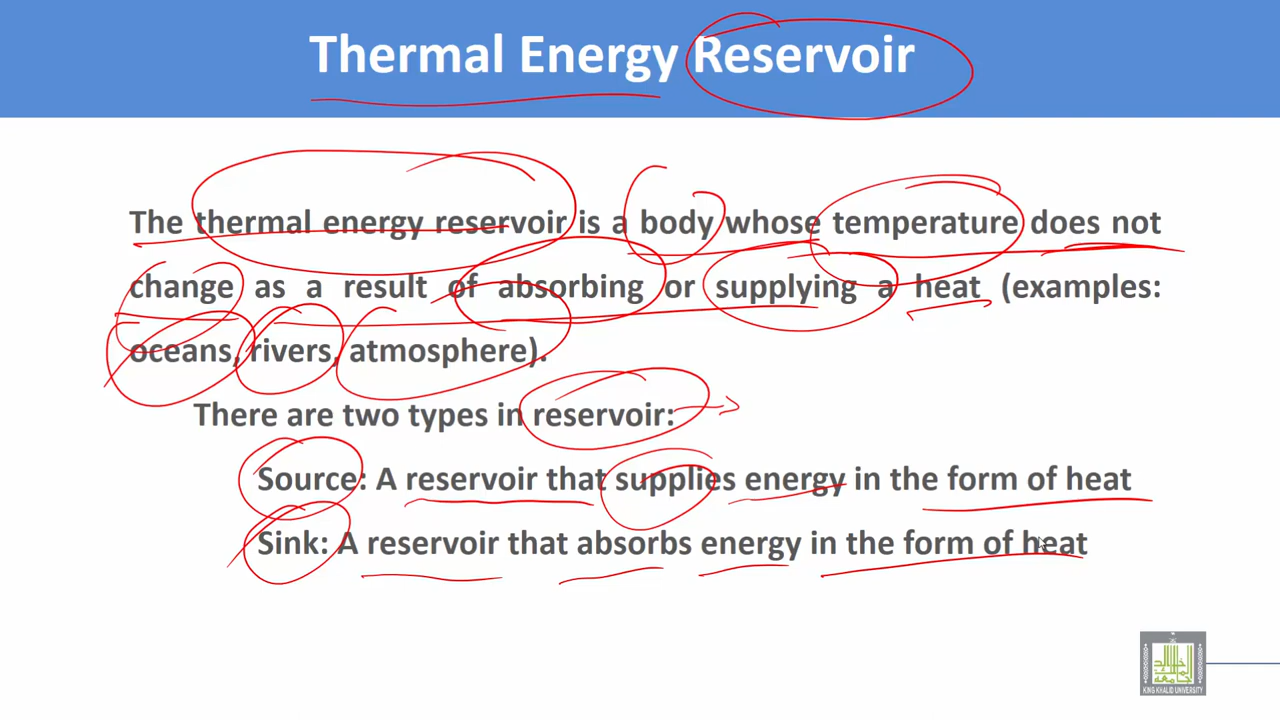 Thermal Energy Reservoir
The thermal energy reservoir is a body whose temperature does not
change as a result of absorbing or supplying a heat (examples:
oceans, rivers, atmosphere).
There are two types in reservoir:
Source: A reservoir that supplies energy in the form of heat
Sink: A reservoir that absorbs energy in the form of heat
KING KHALID UNIVERSITY